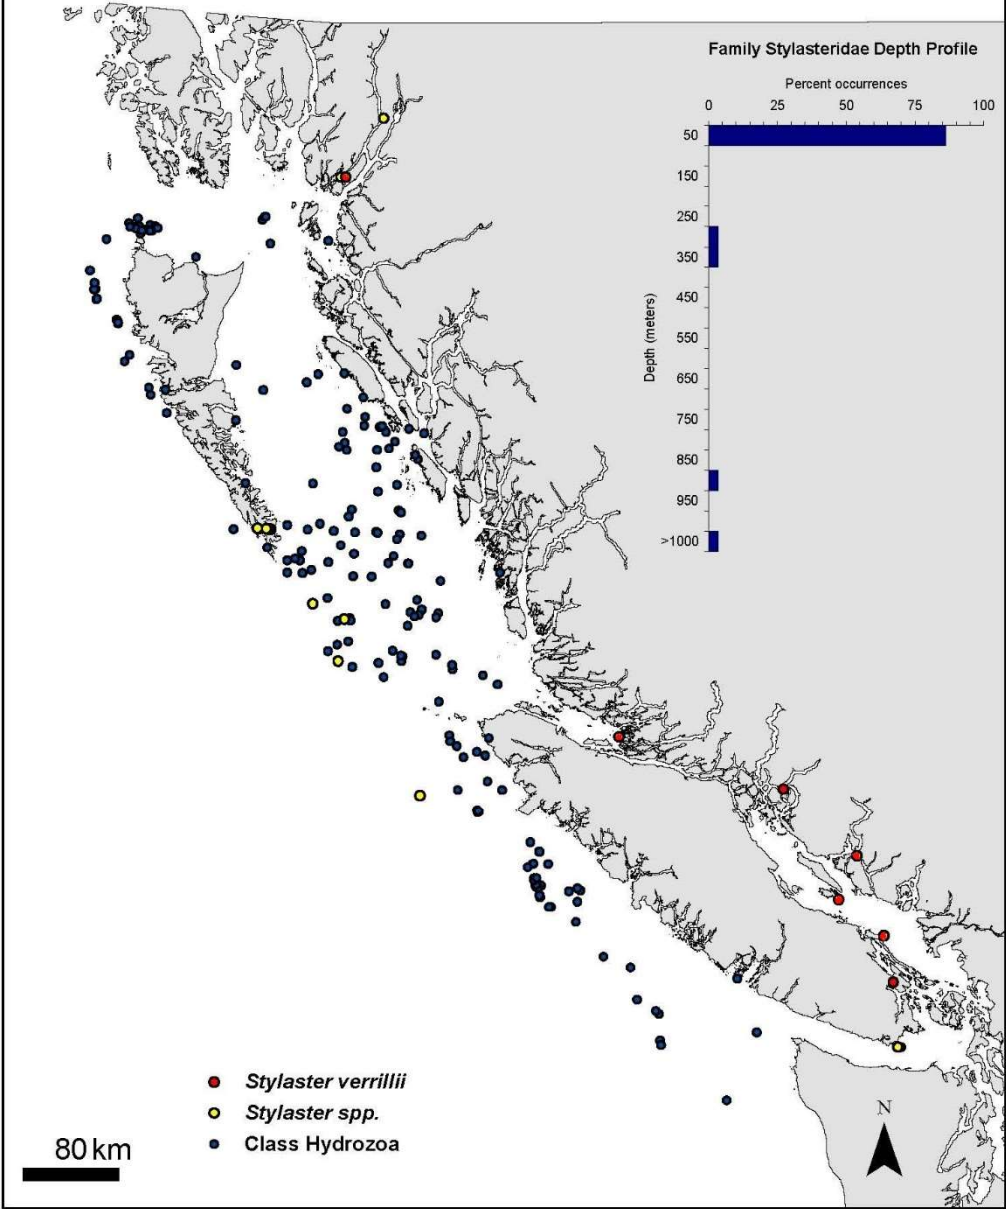 Family Stylasteridae Depth Profile
Percent occurrences
0 25 50 75 100
50
150
250
350
450
550
650
750
850
950
>1000
Depth (meters)
Stylaster verrillii
Stylaster spp.
Class Hydrozoa
80 km
N